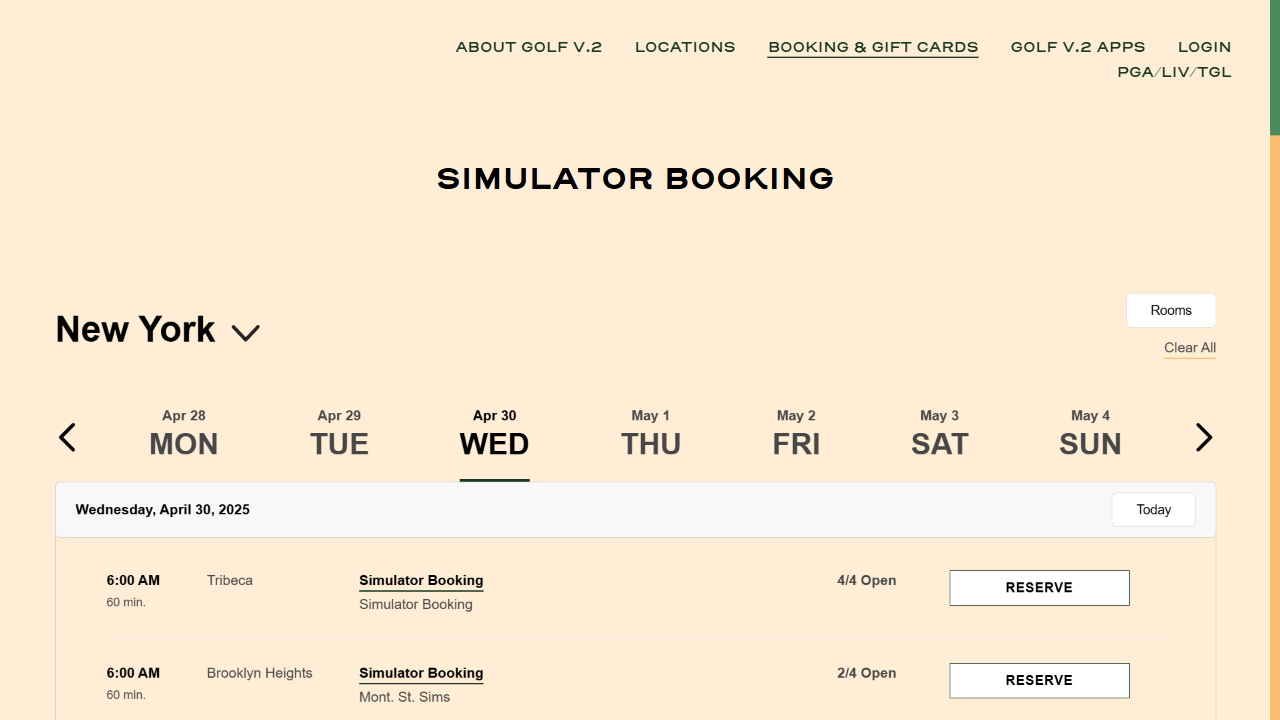 ABOUT GOLF V.2 LOCATIONS BOOKING & GIFT CARDS GOLF V.2 APPS LOGIN
PGA/LIV/TGL
SIMULATOR BOOKING
New York
Rooms
Clear All
Apr 28 Apr 29 Apr 30 May 1 May 2 May 3 May 4
MON TUE WED THU FRI SAT SUN
Wednesday, April 30, 2025 Today
6:00 AM Tribeca Simulator Booking 4/4 Open RESERVE
60 min. Simulator Booking
6:00 AM Brooklyn Heights Simulator Booking 2/4 Open RESERVE
60 min. Mont. St. Sims